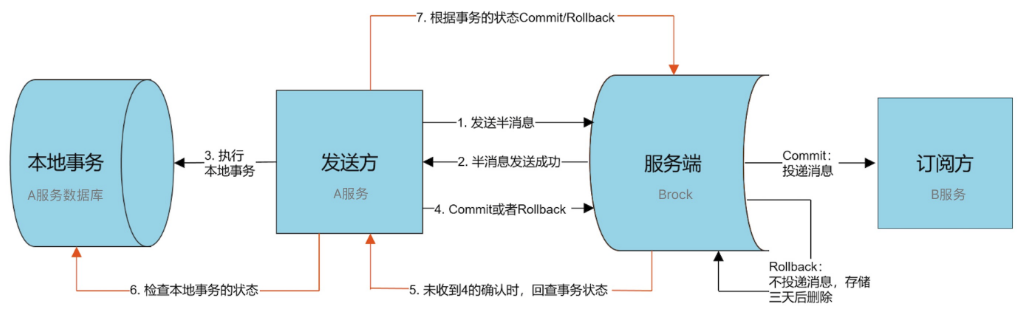 7. 根据事务的状态Commit/Rollback
1. 发送半消息
2. 半消息发送成功
3. 执行
本地事务
本地事务
A服务数据库
发送方
A服务
服务端
Brock
Commit：
投递消息
订阅方
B服务
4. Commit或者Rollback
Rollback：
不投递消息，存储
三天后删除
6. 检查本地事务的状态
5. 未收到4的确认时，回查事务状态